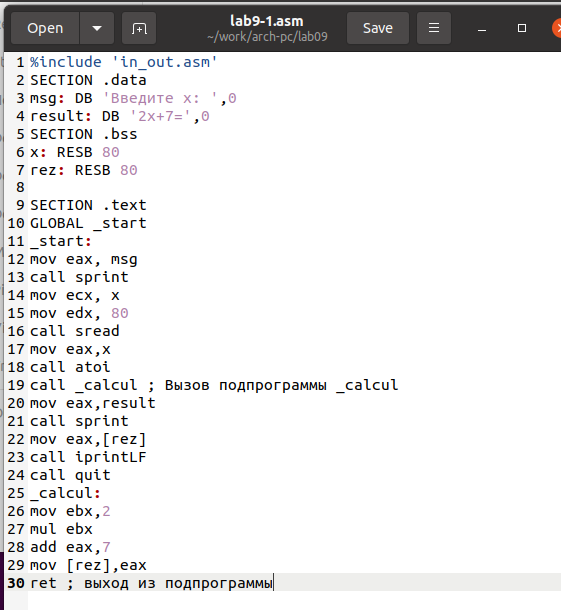 Open
Save
lab9-1.asm
~/work/arch-pc/lab09
1 %include 'in_out.asm'
2 SECTION .data
3 msg: DB 'Введите x: ',0
4 result: DB '2x+7=',0
5 SECTION .bss
6 x: RESB 80
7 rez: RESB 80
8
9 SECTION .text
10 GLOBAL _start
11 _start:
12 mov eax, msg
13 call sprint
14 mov ecx, x
15 mov edx, 80
16 call sread
17 mov eax,x
18 call atoi
19 call _calcul ; Вызов подпрограммы _calcul
20 mov eax,result
21 call sprint
22 mov eax,[rez]
23 call iprintLF
24 call quit
25 _calcul:
26 mov ebx,2
27 mul ebx
28 add eax,7
29 mov [rez],eax
30 ret ; выход из подпрограммы